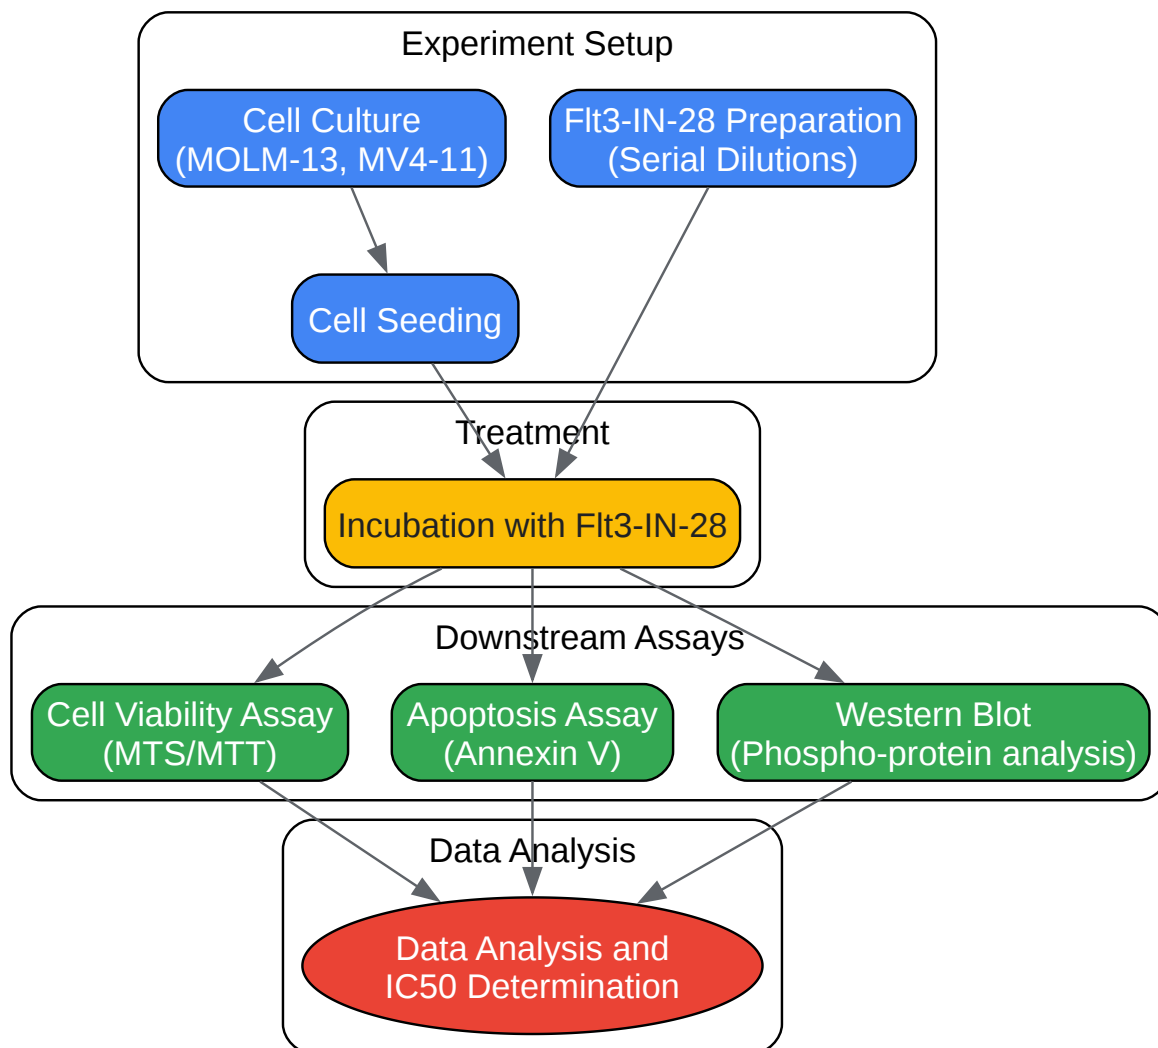 Experiment Setup
Cell Culture
(MOLM-13, MV4-11)
Flt3-IN-28 Preparation
(Serial Dilutions)
Cell Seeding
Treatment
Incubation with Flt3-IN-28
Downstream Assays
Cell Viability Assay
(MTS/MTT)
Apoptosis Assay
(Annexin V)
Western Blot
(Phospho-protein analysis)
Data Analysis
Data Analysis and
IC50 Determination